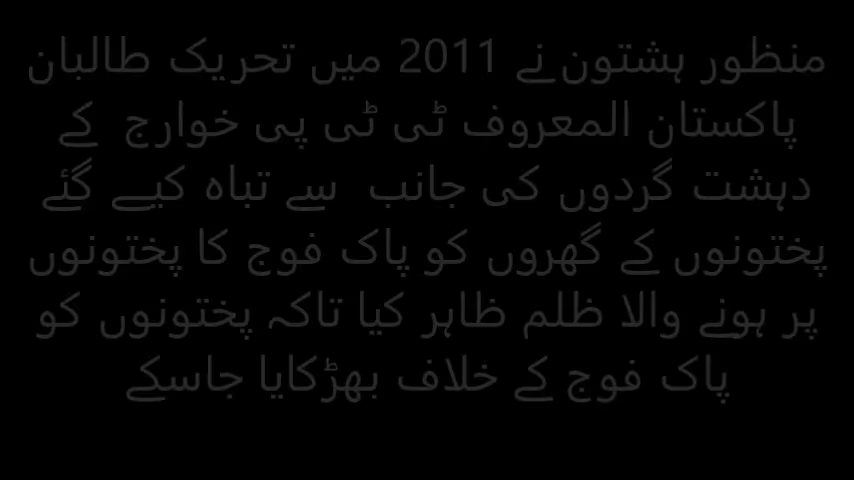 منظور ہشتون نے 2011 میں تحریک طالبان
پاکستان المعروف ٹی ٹی پی خوارج کے
دہشت گردوں کی جانب سے تباہ کیے گئے
پختونوں کے گھروں کو پاک فوج کا پختونوں
پر ہونے والا ظلم ظاہر کیا تاکہ پختونوں کو
پاک فوج کے خلاف بھڑکایا جاسکے